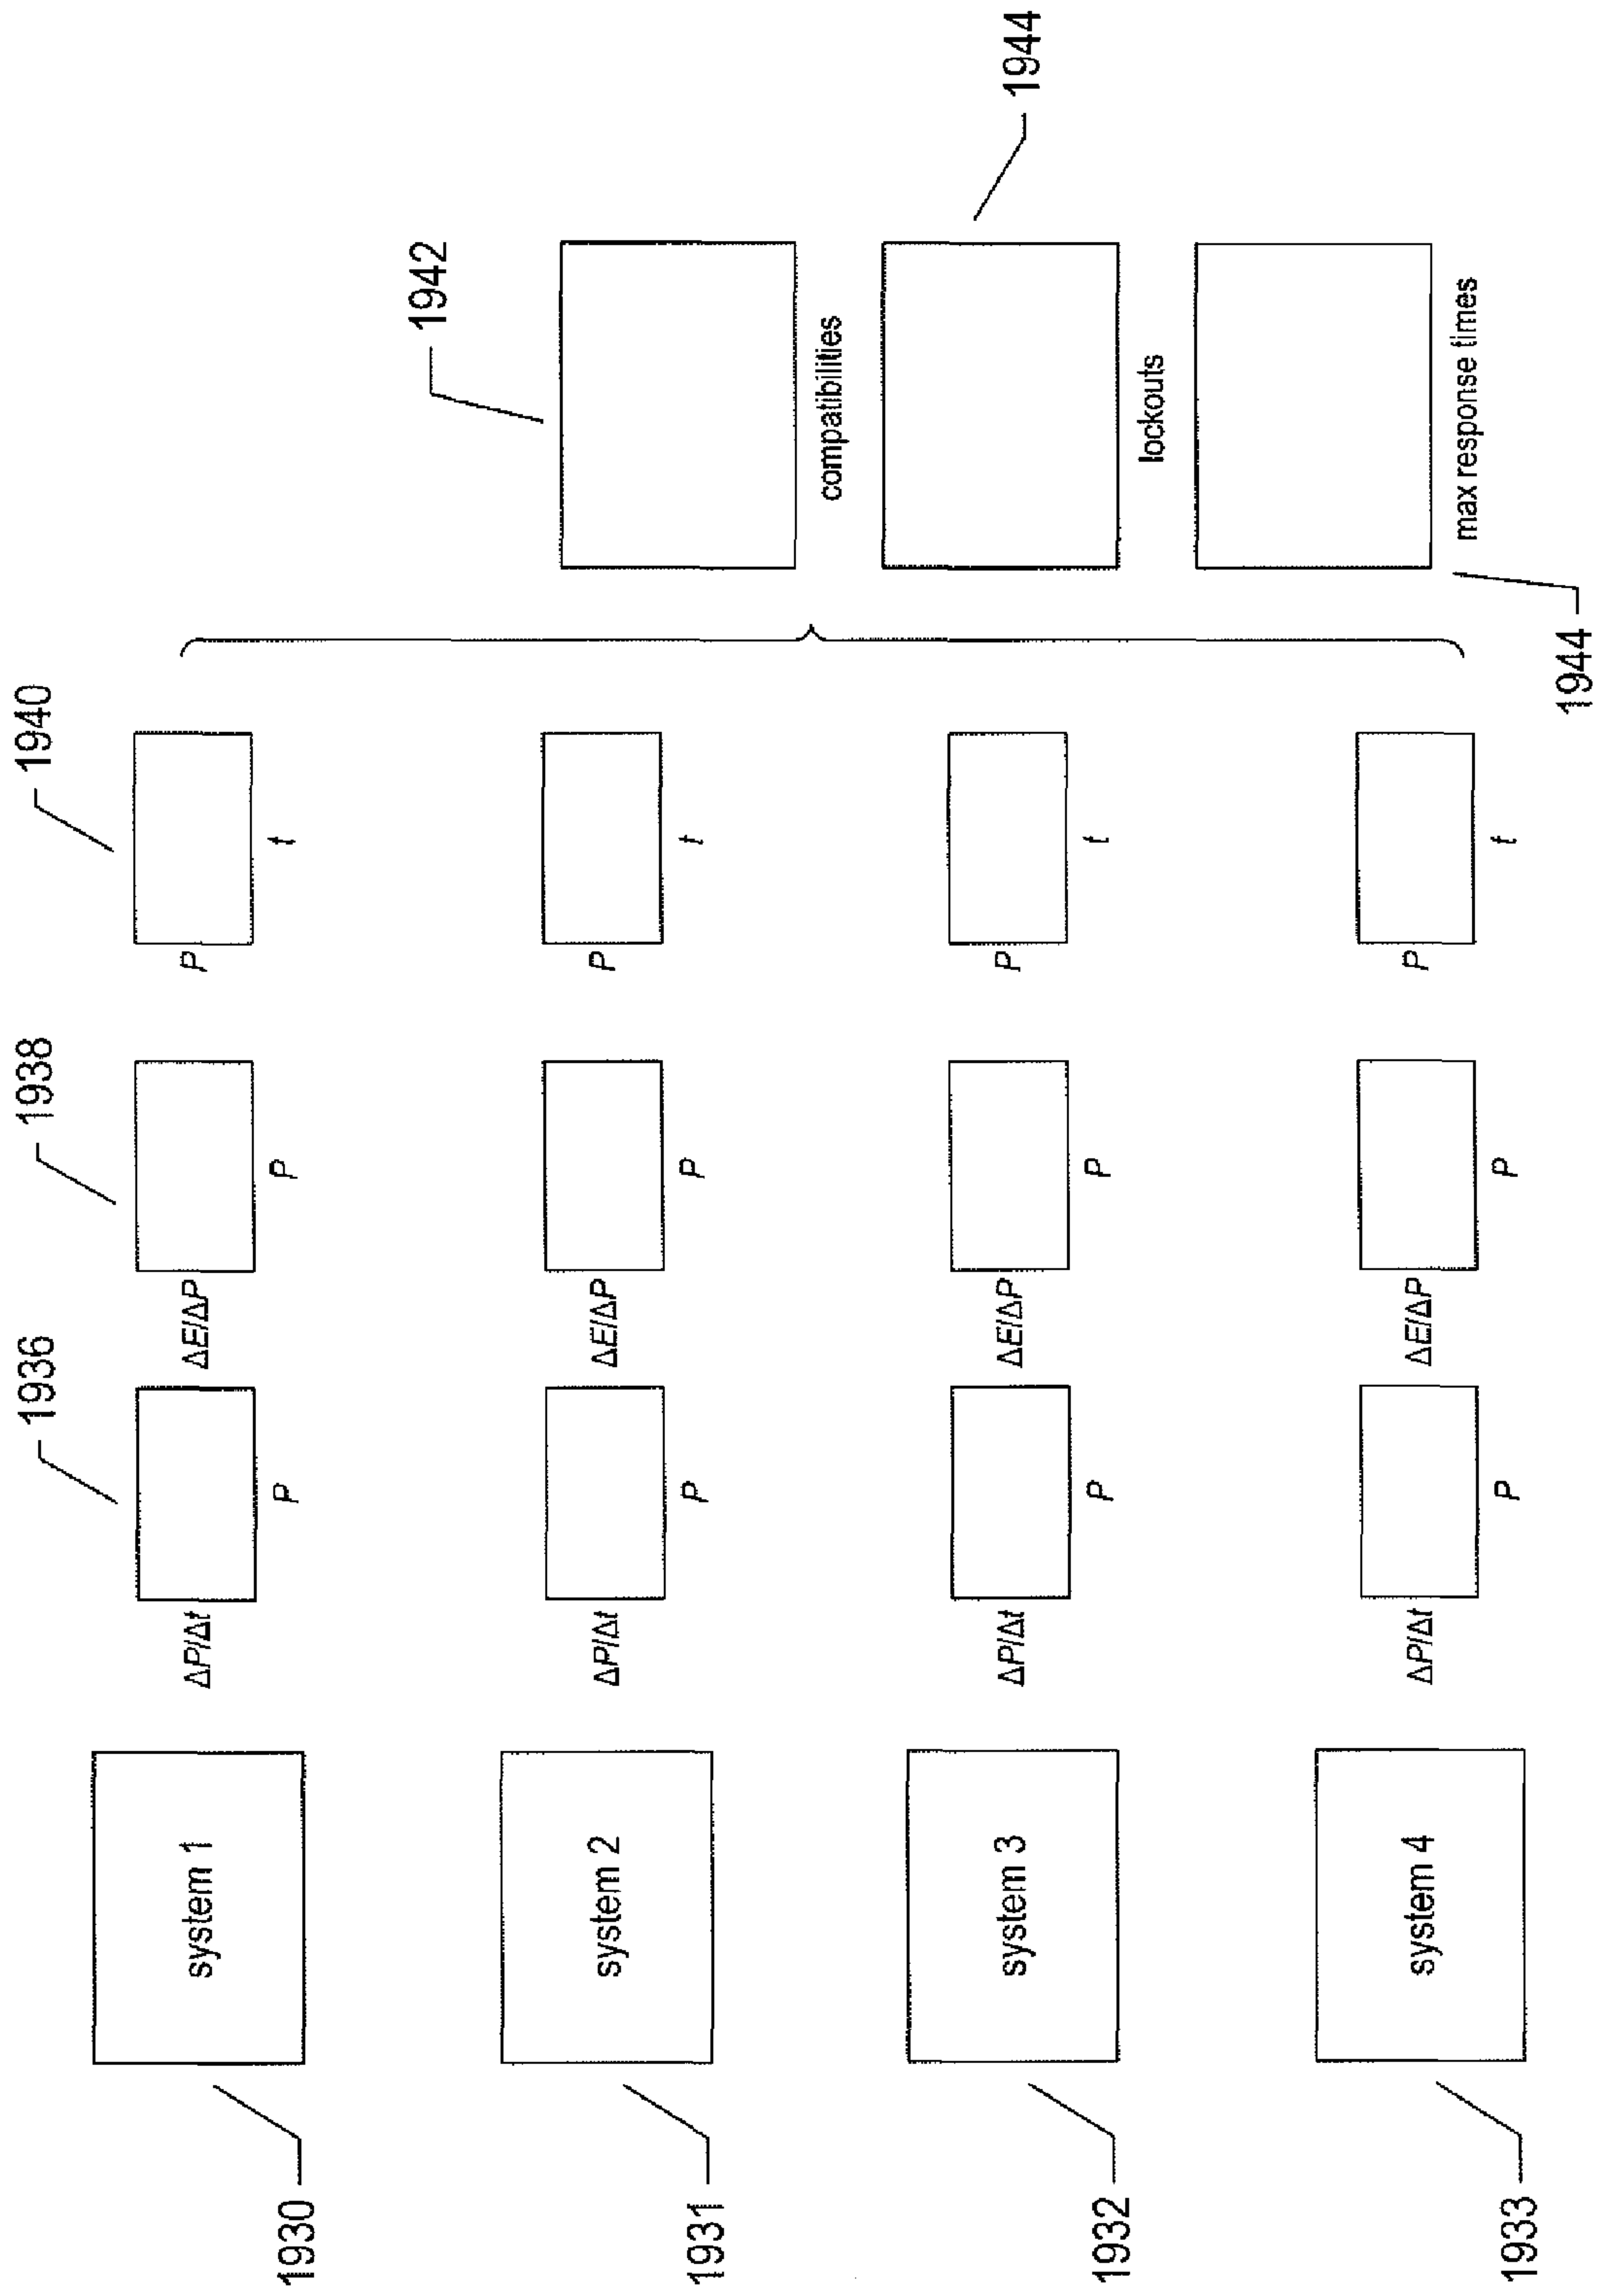 1936
1938
1940
system 1
ΔP/Δt
ΔE/ΔP
P
P
P
t
1930
1942
system 2
ΔP/Δt
ΔE/ΔP
P
P
P
t
1931
compatibilities
system 3
ΔP/Δt
ΔE/ΔP
P
1944
P
P
t
1932
lockouts
system 4
ΔP/Δt
ΔE/ΔP
P
max response times
P
P
t
1933
1944